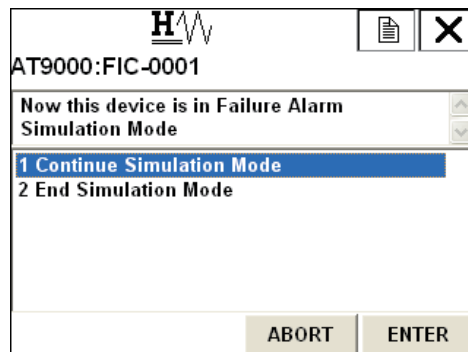 H
AT9000:FIC-0001
Now this device is in Failure Alarm
Simulation Mode
1 Continue Simulation Mode
2 End Simulation Mode
ABORT
ENTER